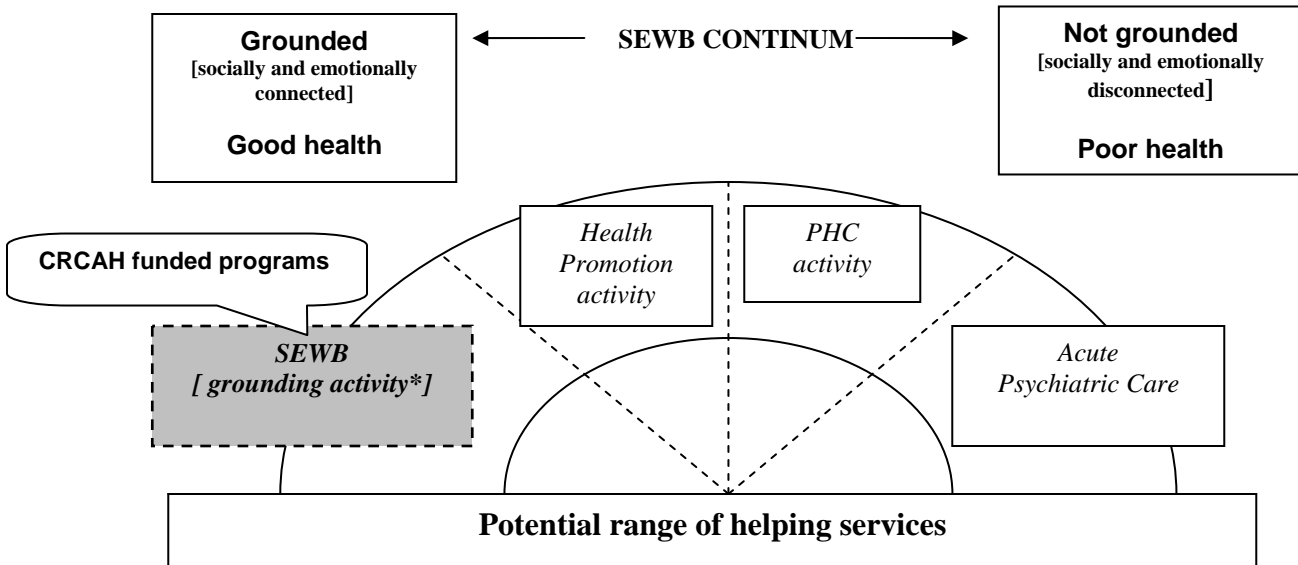 Grounded
[socially and emotionally
connected]
Good health
SEWB CONTINUM
Not grounded
[socially and emotionally
disconnected]
Poor health
CRCAH funded programs
SEWB
[ grounding activity*]
Health
Promotion
activity
PHC
activity
Acute
Psychiatric Care
Potential range of helping services